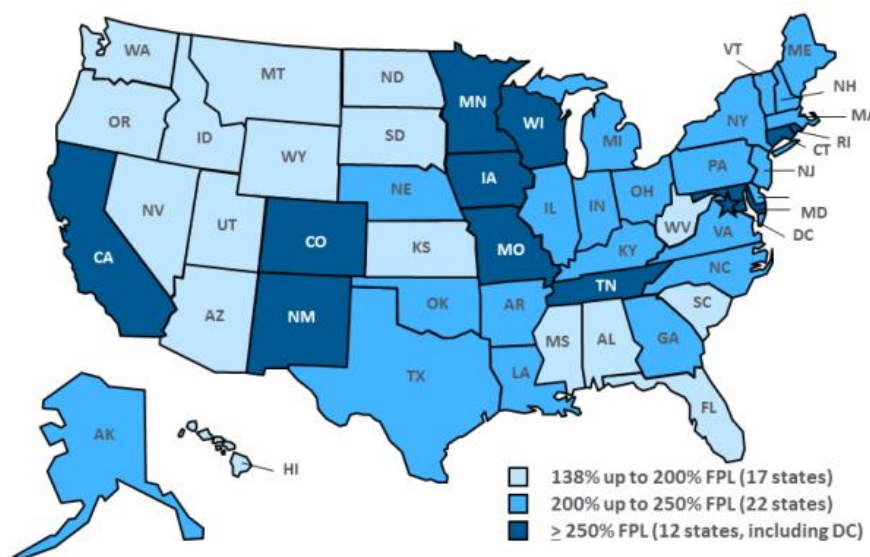 WA
MT
ND
MN
VT
ME
NH
MA
OR
ID
SD
WI
NY
RI
CT
WY
MI
PA
NJ
IA
NE
NV
UT
IL
IN
OH
MD
DC
WV
VA
CA
CO
KS
MO
KY
NC
TN
AZ
NM
OK
AR
SC
MS
AL
GA
TX
LA
FL
AK
HI
138% up to 200% FPL (17 states)
200% up to 250% FPL (22 states)
≥ 250% FPL (12 states, including DC)